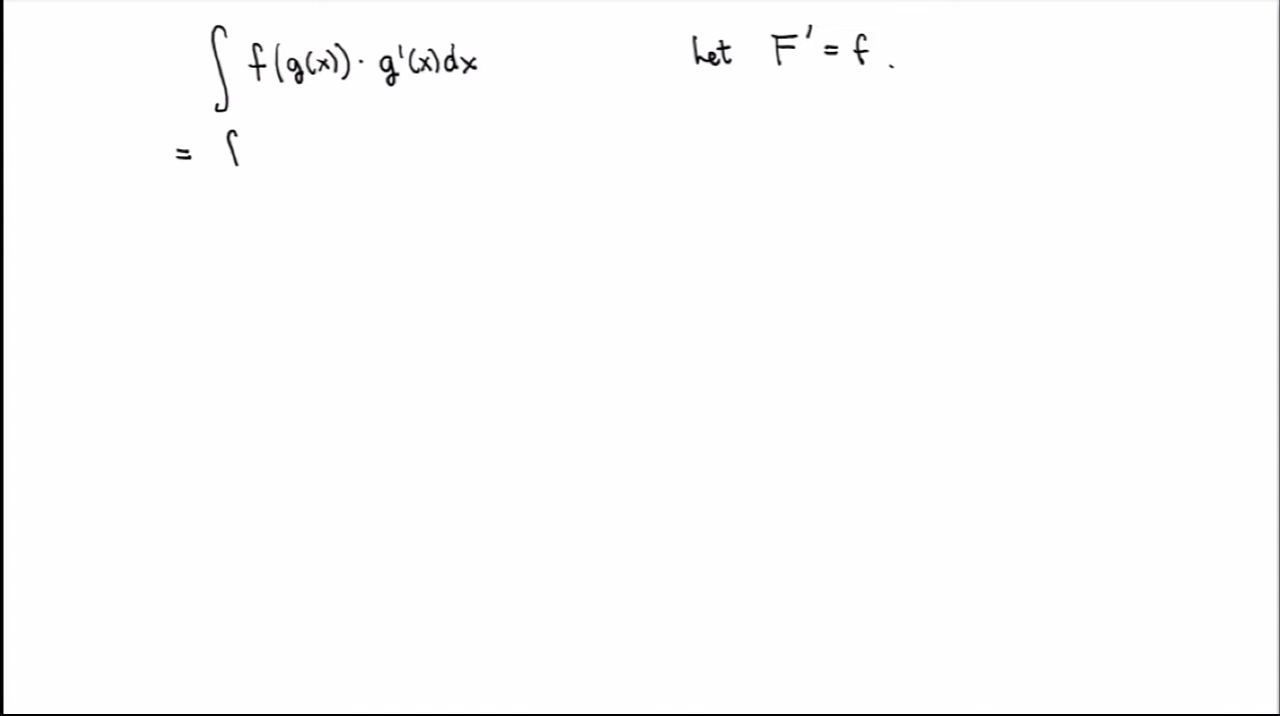 ∫ f(g(x)) · g'(x)dx
Let F' = f .
= ∫